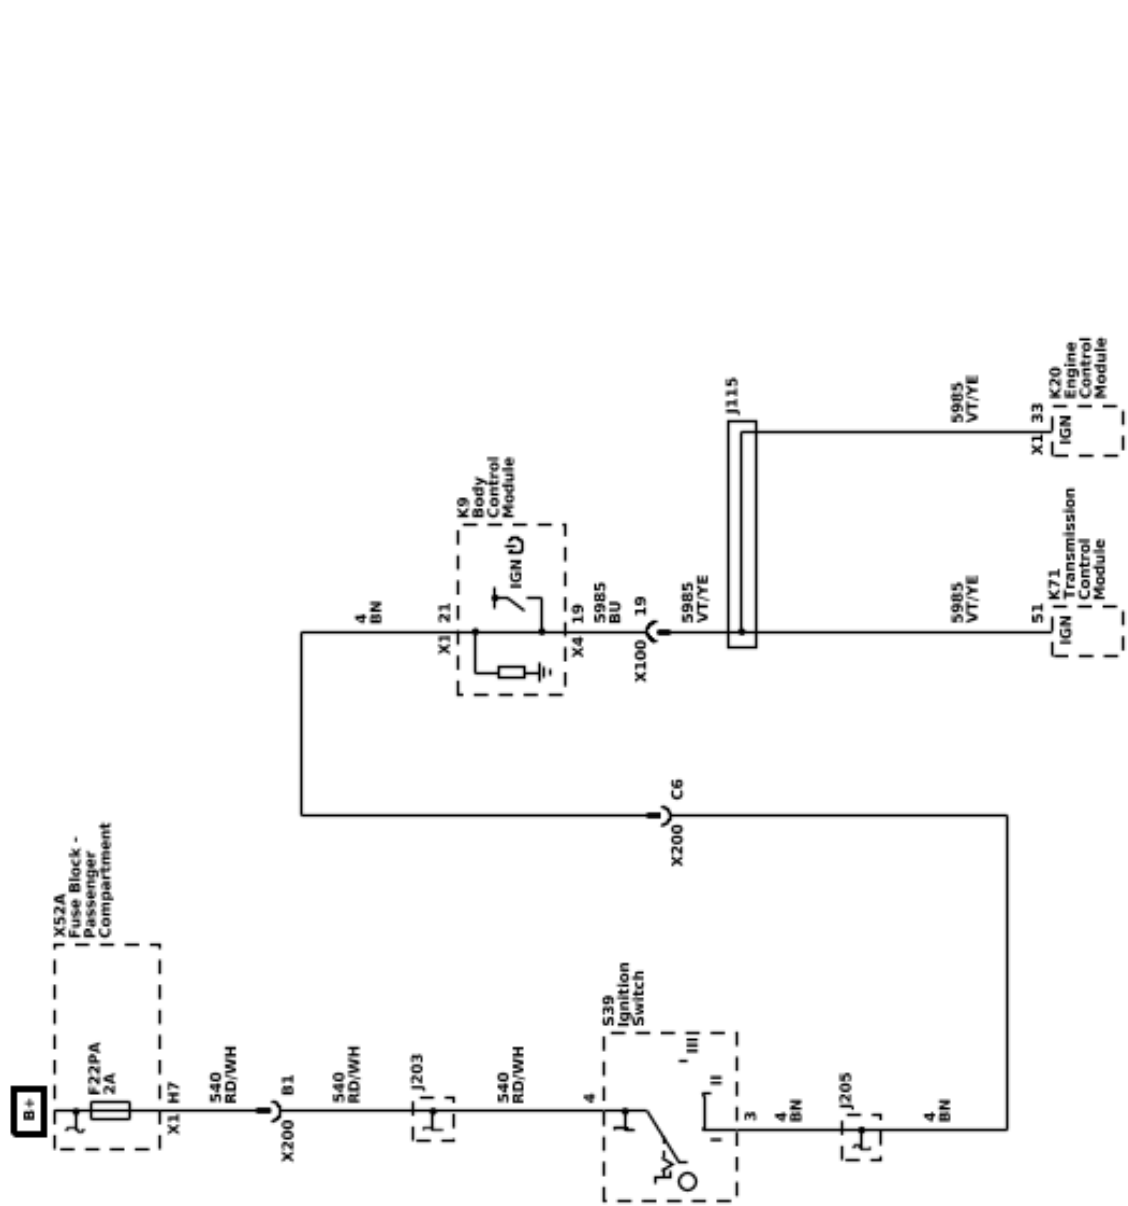 B+
X52A
Fuse Block -
Passenger
Compartment
F22PA
2A
X1
H7
540
RD/WH
X200
B1
540
RD/WH
J203
540
RD/WH
4
S39
Ignition
Switch
I
II
III
3
4
BN
J205
4
BN
X200
C6
4
BN
X1
21
K9
Body
Control
Module
IGN
X4
19
5985
BU
X100
19
5985
VT/YE
J115
5985
VT/YE
51
IGN
K71
Transmission
Control
Module
5985
VT/YE
X1
33
IGN
K20
Engine
Control
Module